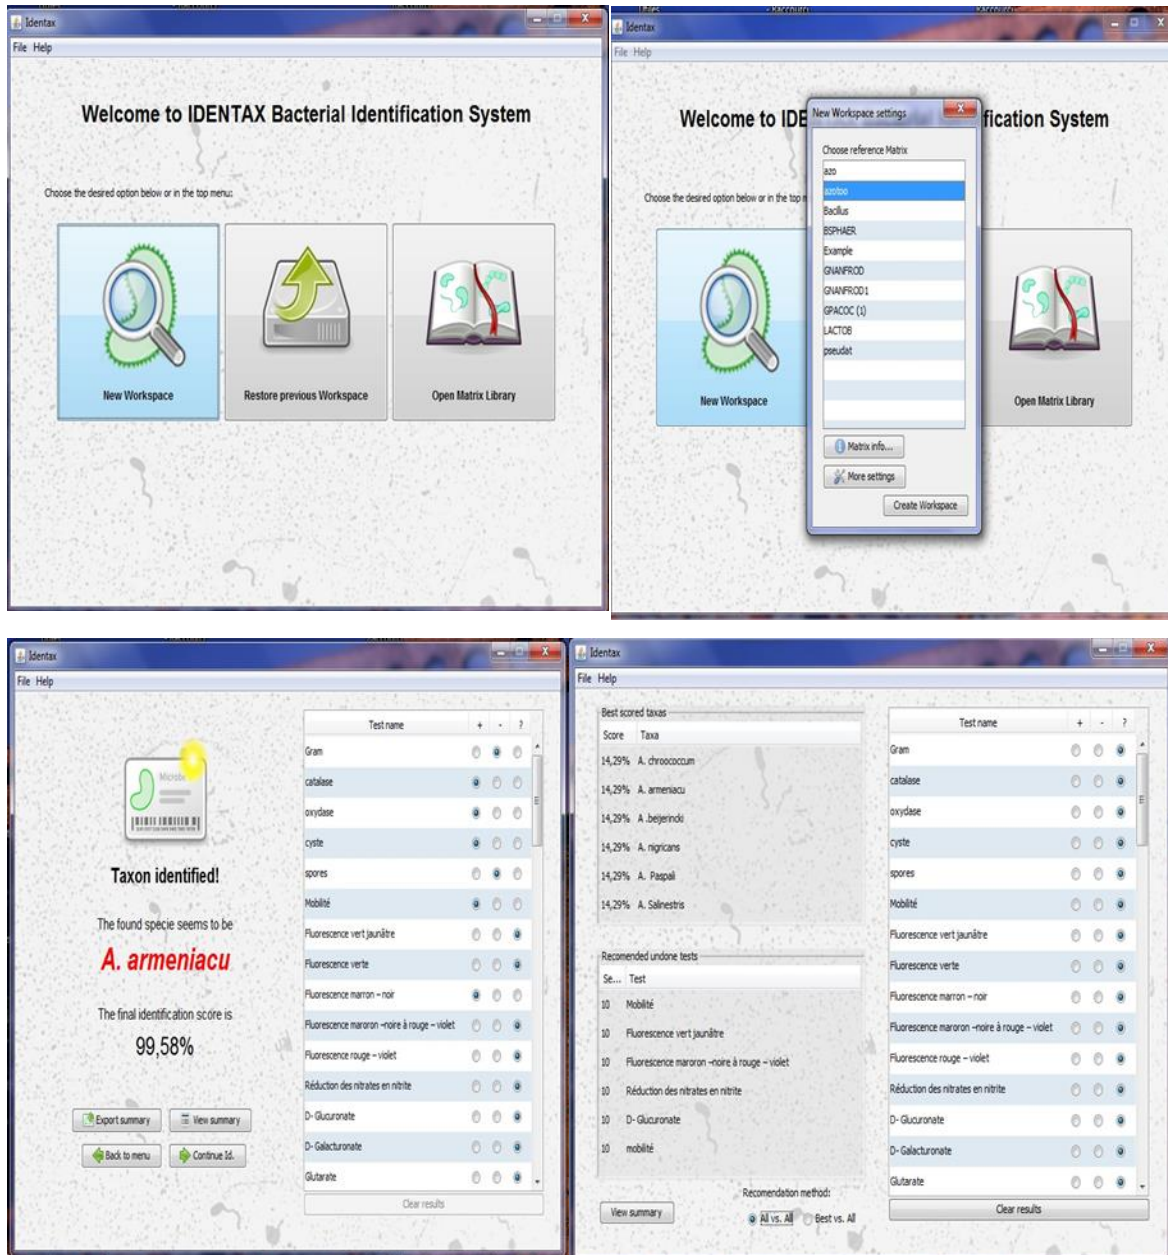 Identax
File Help
Welcome to IDENTAX Bacterial Identification System
Choose the desired option below or in the top menu:
New Workspace
Restore previous Workspace
Open Matrix Library
Identax
File Help
Welcome to IDE
fication System
New Workspace settings
Choose reference Matrix
azo
azotoo
Bacillus
BSPHAER
Example
GNANFROD
GNANFROD1
GPACOC (1)
LACTOB
pseudat
Matrix info...
More settings
Create Workspace
Choose the desired option below or in the top m
New Workspace
Open Matrix Library
Identax
File Help
Microbe
Taxon identified!
The found specie seems to be
A. armeniacu
The final identification score is
99,58%
Export summary
View summary
Back to menu
Continue Id.
Test name + - ?
Gram
catalase
oxydase
cyste
spores
Mobilité
Fluorescence vert jaunâtre
Fluorescence verte
Fluorescence marron – noir
Fluorescence maroron –noire à rouge – violet
Fluorescence rouge – violet
Réduction des nitrates en nitrite
D- Glucuronate
D- Galacturonate
Glutarate
Clear results
Identax
File Help
Best scored taxas
Score Taxa
14,29% A. chroococcum
14,29% A. armeniacu
14,29% A .beijerincki
14,29% A. nigricans
14,29% A. Paspali
14,29% A. Salinestris
Recomended undone tests
Se... Test
10 Mobilité
10 Fluorescence vert jaunâtre
10 Fluorescence maroron –noire à rouge – violet
10 Réduction des nitrates en nitrite
10 D- Glucuronate
10 mobilité
Recomendation method:
View summary
All vs. All
Best vs. All
Test name + - ?
Gram
catalase
oxydase
cyste
spores
Mobilité
Fluorescence vert jaunâtre
Fluorescence verte
Fluorescence marron – noir
Fluorescence maroron –noire à rouge – violet
Fluorescence rouge – violet
Réduction des nitrates en nitrite
D- Glucuronate
D- Galacturonate
Glutarate
Clear results